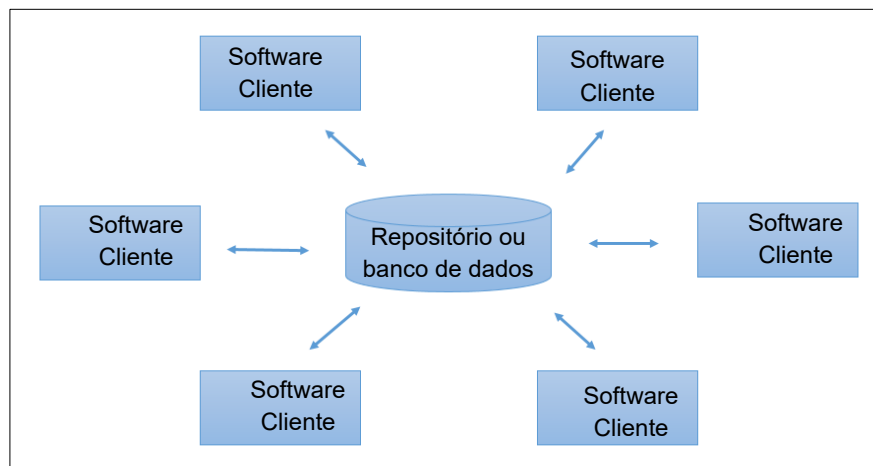 Software
Cliente
Software
Cliente
Software
Cliente
Repositório ou
banco de dados
Software
Cliente
Software
Cliente
Software
Cliente